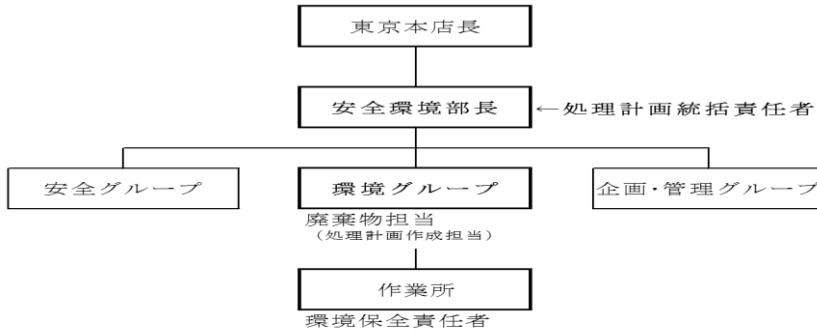 東京本店長
安全環境部長 ←処理計画統括責任者
安全グループ 環境グループ 企画・管理グループ
廃棄物担当
（処理計画作成担当）
作業所
環境保全責任者